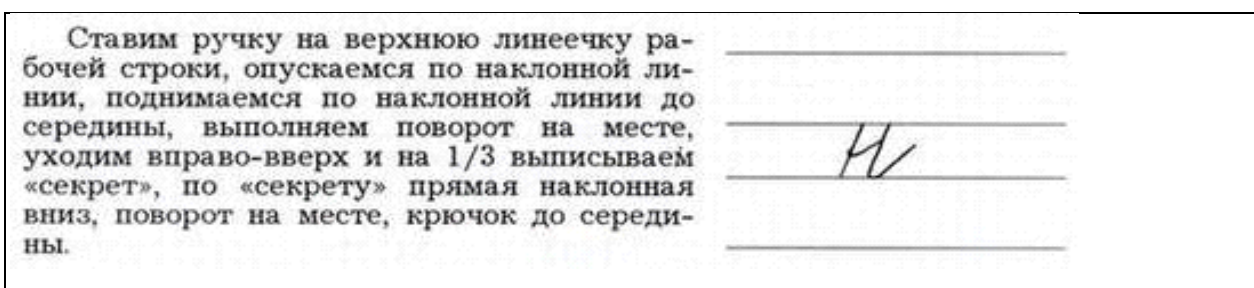 Ставим ручку на верхнюю линеечку ра-
бочей строки, опускаемся по наклонной ли-
нии, поднимаемся по наклонной линии до
середины, выполняем поворот на месте,
уходим вправо-вверх и на 1/3 выписываем
«секрет», по «секрету» прямая наклонная
вниз, поворот на месте, крючок до середи-
ны.
н